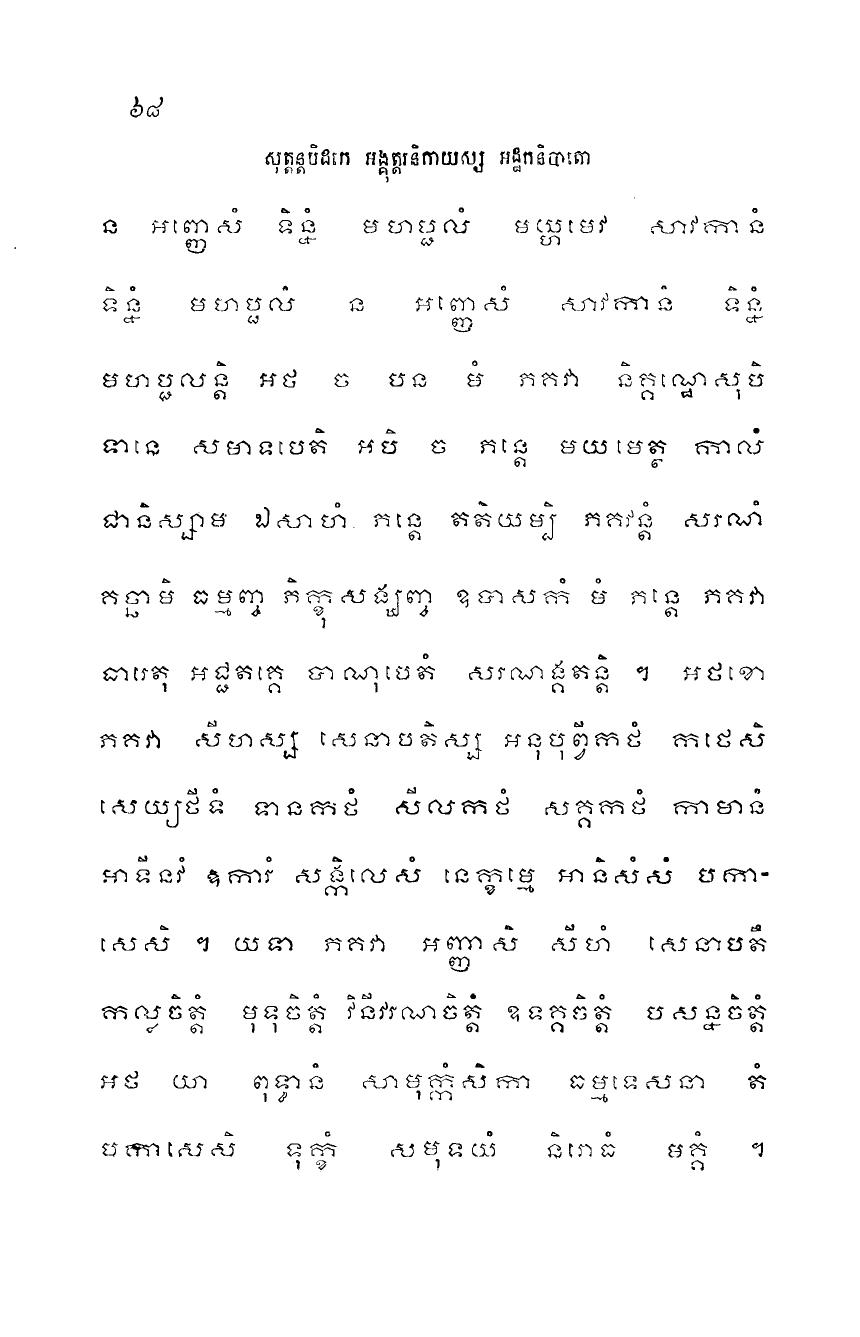 ៦៨
សុត្តន្តបិដកេ អង្គុត្តរនិកាយស្ស អដ្ឋកនិបាតោ
ន អញ្ញេសំ ទិន្នំ មហប្ផលំ មយ្ហមេវ សាវកានំ
ទិន្នំ មហប្ផលំ ន អញ្ញេសំ សាវកានំ ទិន្នំ
មហប្ផលន្តិ អថ ច បន មំ ភគវា និគ្គណ្ឋេសុបិ
ទានេ សមាទបេតិ អបិ ច ភន្តេ មយមេត្ថ កាលំ
ជានិស្សាម ឯសាហំ ភន្តេ តតិយម្បិ ភគវន្តំ សរណំ
គច្ឆាមិ ធម្មញ្ច ភិក្ខុសង្ឃញ្ច ឧបាសកំ មំ ភន្តេ ភគវា
ធារេតុ អជ្ជតគ្គេ បាណុបេតំ សរណង្គតន្តិ ។ អថខោ
ភគវា សីហស្ស សេនាបតិស្ស អនុបុព្វីកថំ កថេសិ
សេយ្យថីទំ ទានកថំ សីលកថំ សគ្គកថំ កាមានំ
អាទីនវំ ឱការំ សង្កិលេសំ នេក្ខម្មេ អានិសំសំ បកា-
សេសិ ។ យទា ភគវា អញ្ញាសិ សីហំ សេនាបតឹ
កល្លចិត្តំ មុទុចិត្តំ វិនីវរណចិត្តំ ឧទគ្គចិត្តំ បសន្នចិត្តំ
អថ យា ពុទ្ធានំ សាមុក្កំសិកា ធម្មទេសនា តំ
បកាសេសិ ទុក្ខំ សមុទយំ និរោធំ មគ្គំ ។